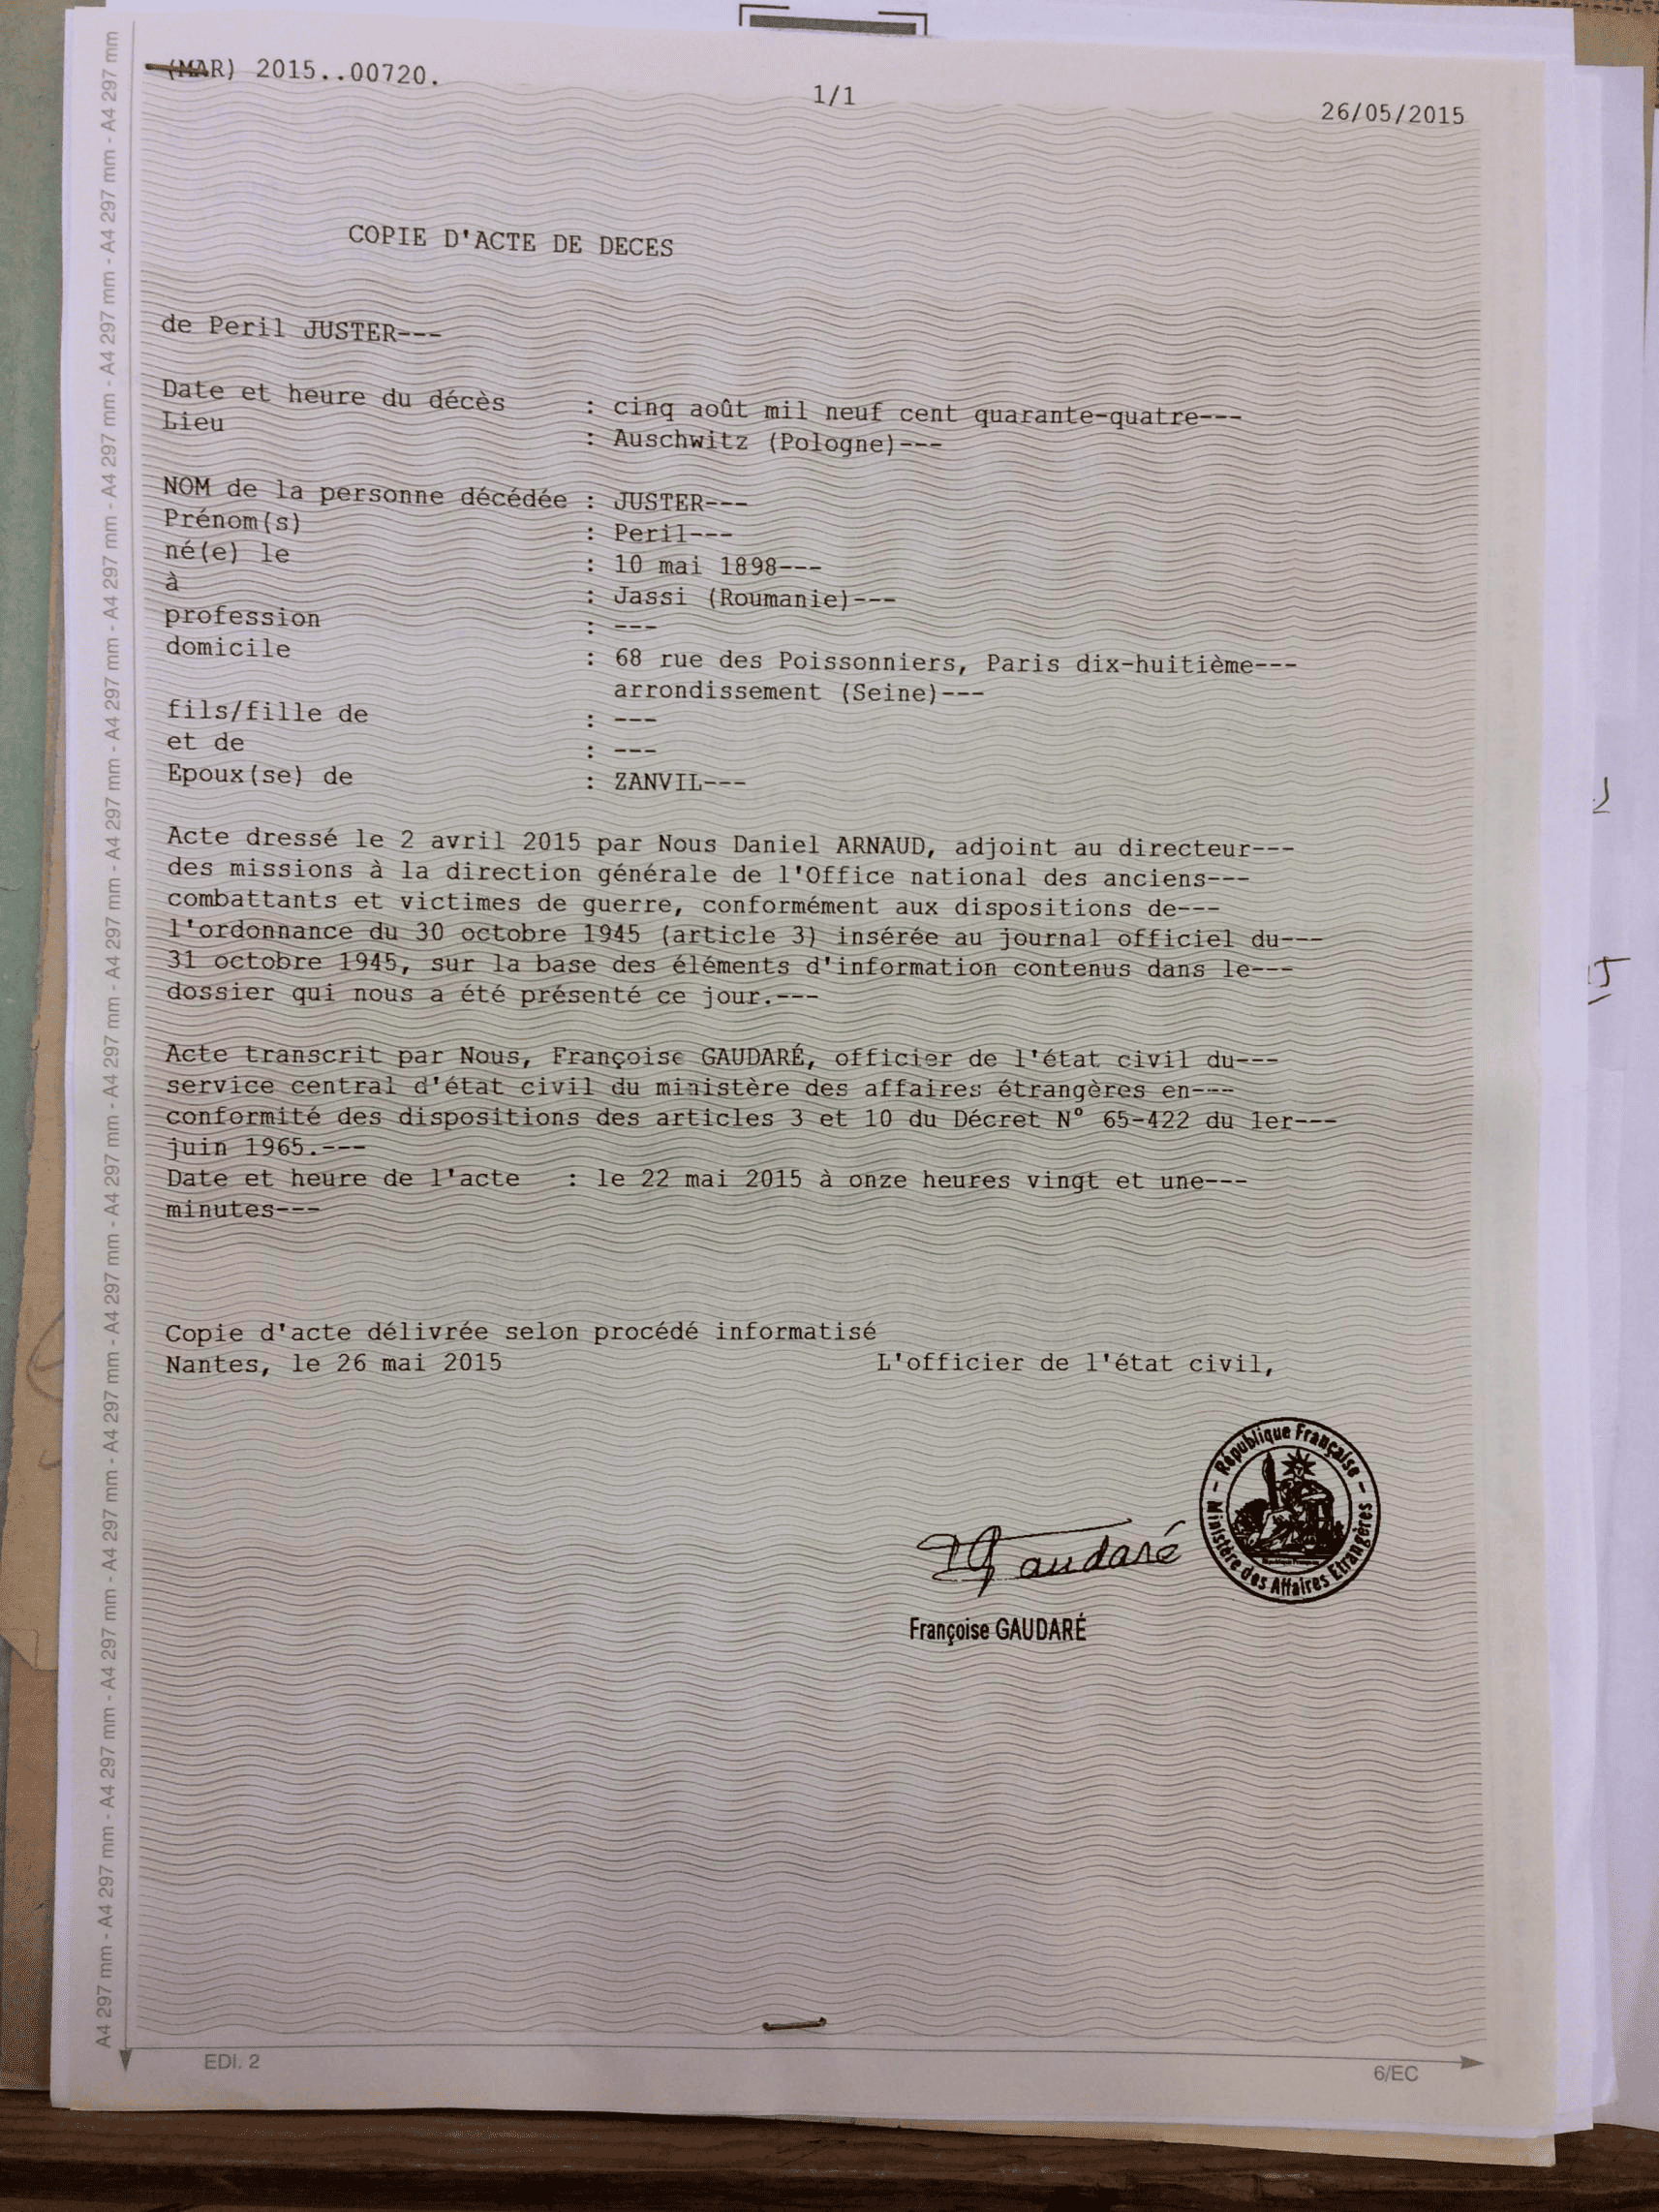 (MAR) 2015..00720.
1/1
26/05/2015
COPIE D'ACTE DE DECES
de Peril JUSTER---
Date et heure du décès : cinq août mil neuf cent quarante-quatre---
Lieu : Auschwitz (Pologne)---
NOM de la personne décédée : JUSTER---
Prénom(s) : Peril---
né(e) le : 10 mai 1898---
à : Jassi (Roumanie)---
profession : ---
domicile : 68 rue des Poissonniers, Paris dix-huitième---
arrondissement (Seine)---
fils/fille de : ---
et de : ---
Epoux(se) de : ZANVIL---
Acte dressé le 2 avril 2015 par Nous Daniel ARNAUD, adjoint au directeur---
des missions à la direction générale de l'Office national des anciens---
combattants et victimes de guerre, conformément aux dispositions de---
l'ordonnance du 30 octobre 1945 (article 3) insérée au journal officiel du---
31 octobre 1945, sur la base des éléments d'information contenus dans le---
dossier qui nous a été présenté ce jour.---
Acte transcrit par Nous, Françoise GAUDARÉ, officier de l'état civil du---
service central d'état civil du ministère des affaires étrangères en---
conformité des dispositions des articles 3 et 10 du Décret N° 65-422 du 1er---
juin 1965.---
Date et heure de l'acte : le 22 mai 2015 à onze heures vingt et une---
minutes---
Copie d'acte délivrée selon procédé informatisé
Nantes, le 26 mai 2015 L'officier de l'état civil,
République Française
Ministère des Affaires Etrangères
FGaudaré
Françoise GAUDARÉ
A4 297 mm - A4 297 mm - A4 297 mm - A4 297 mm - A4 297 mm - A4 297 mm - A4 297 mm - A4 297 mm - A4 297 mm - A4 297 mm - A4 297 mm - A4 297 mm - A4 297 mm - A4 297 mm - A4 297 mm - A4 297 mm - A4 297 mm - A4 297 mm - A4 297 mm - A4 297 mm
EDI. 2
6/EC